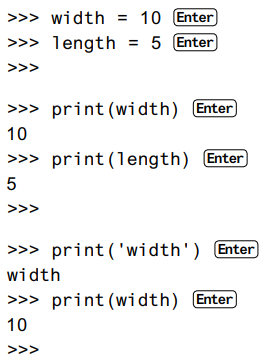 >>> width = 10 Enter
>>> length = 5 Enter
>>>
>>> print(width) Enter
10
>>> print(length) Enter
5
>>>
>>> print('width') Enter
width
>>> print(width) Enter
10
>>>